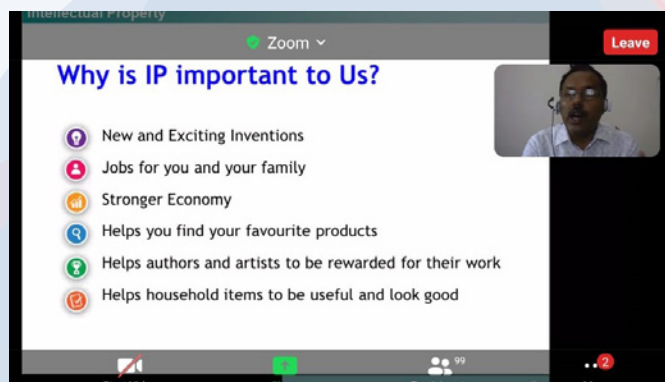 Intellectual Property
Zoom
Leave
Why is IP important to Us?
New and Exciting Inventions
Jobs for you and your family
Stronger Economy
Helps you find your favourite products
Helps authors and artists to be rewarded for their work
Helps household items to be useful and look good
99
2